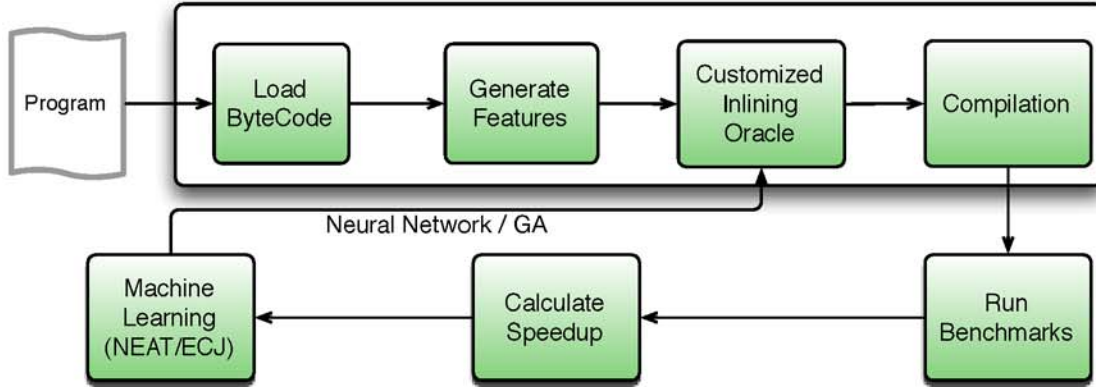 Program
Load
ByteCode
Generate
Features
Customized
Inlining
Oracle
Compilation
Neural Network / GA
Machine
Learning
(NEAT/ECJ)
Calculate
Speedup
Run
Benchmarks